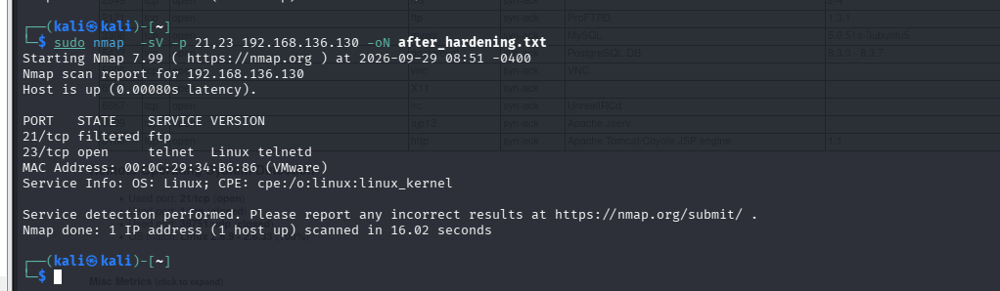 ┌──(kali㉿kali)-[~]
└─$ sudo nmap -sV -p 21,23 192.168.136.130 -oN after_hardening.txt
Starting Nmap 7.99 ( https://nmap.org ) at 2026-09-29 08:51 -0400
Nmap scan report for 192.168.136.130
Host is up (0.00080s latency).
PORT   STATE    SERVICE VERSION
21/tcp filtered ftp
23/tcp open     telnet  Linux telnetd
MAC Address: 00:0C:29:34:B6:86 (VMware)
Service Info: OS: Linux; CPE: cpe:/o:linux:linux_kernel
Service detection performed. Please report any incorrect results at https://nmap.org/submit/ .
Nmap done: 1 IP address (1 host up) scanned in 16.02 seconds
┌──(kali㉿kali)-[~]
└─$
Misc Metrics (click to expand)